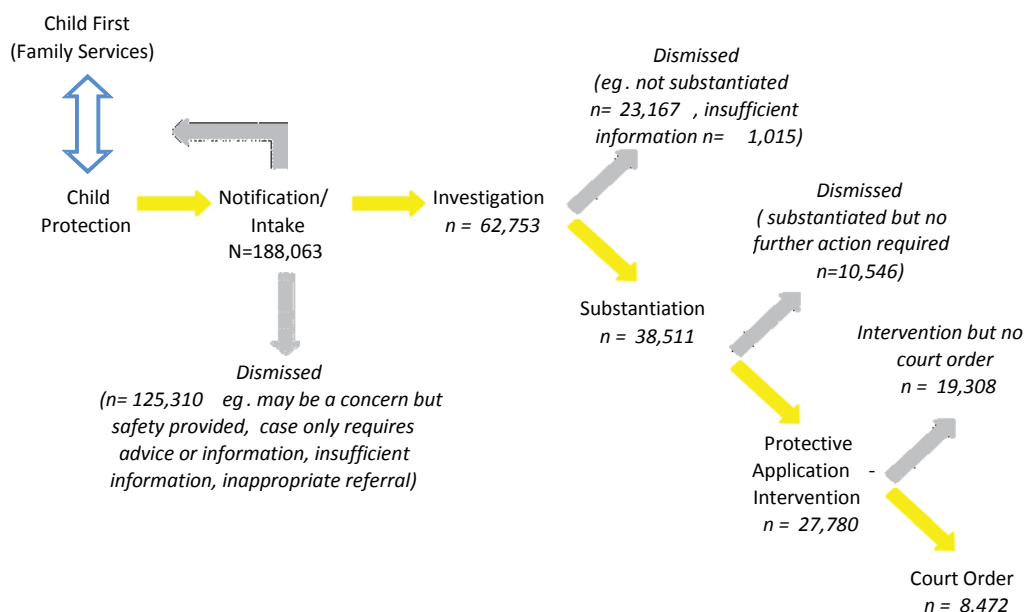 Child First
(Family Services)
Child
Protection
Notification/
Intake
N=188,063
Dismissed
(n= 125,310 eg. may be a concern but
safety provided, case only requires
advice or information, insufficient
information, inappropriate referral)
Investigation
n = 62,753
Dismissed
(eg. not substantiated
n= 23,167 , insufficient
information n= 1,015)
Substantiation
n = 38,511
Dismissed
( substantiated but no
further action required
n=10,546)
Protective
Application -
Intervention
n = 27,780
Intervention but no
court order
n = 19,308
Court Order
n = 8,472